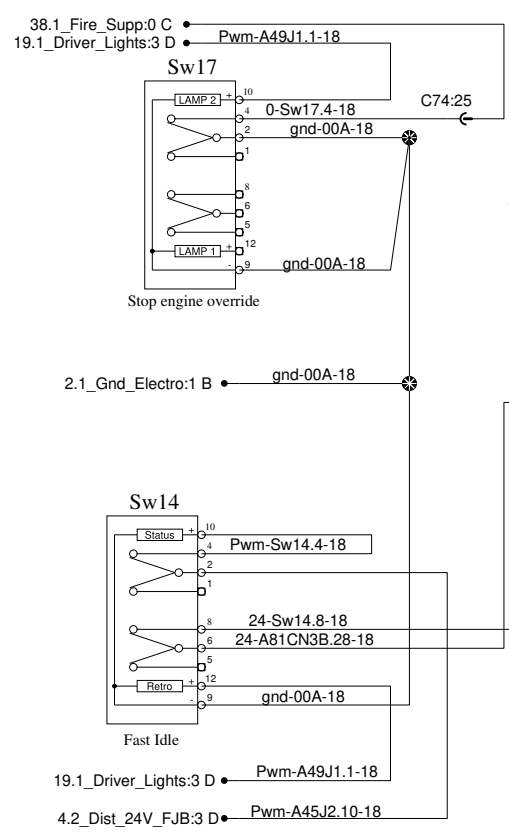 38.1_Fire_Supp:0 C
19.1_Driver_Lights:3 D
Pwm-A49J1.1-18
Sw17
LAMP 2 + 10
4 0-Sw17.4-18 C74:25
2 gnd-00A-18
1
8
6
5
LAMP 1 + 12
- 9 gnd-00A-18
Stop engine override
2.1_Gnd_Electro:1 B gnd-00A-18
Sw14
Status + 10
4 Pwm-Sw14.4-18
2
1
8 24-Sw14.8-18
6 24-A81CN3B.28-18
5
Retro + 12
- 9 gnd-00A-18
Fast Idle
19.1_Driver_Lights:3 D Pwm-A49J1.1-18
4.2_Dist_24V_FJB:3 D Pwm-A45J2.10-18